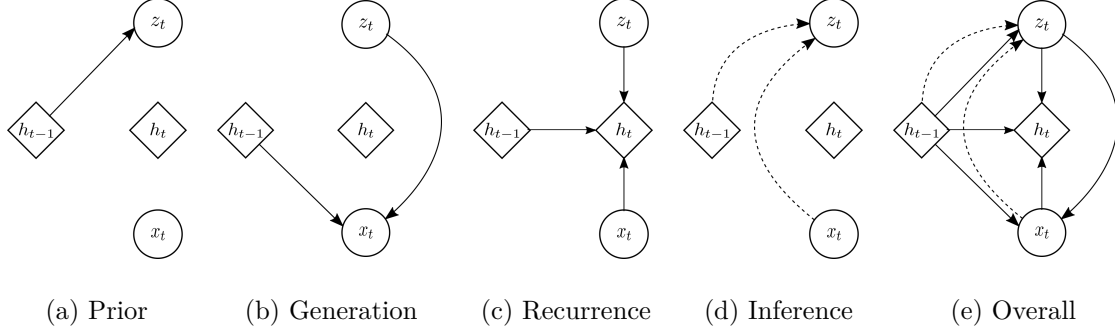 z_t z_t z_t z_t
h_{t-1} h_t h_{t-1} h_t h_{t-1} h_t h_{t-1} h_t h_{t-1} h_t
x_t x_t x_t x_t x_t
(a) Prior (b) Generation (c) Recurrence (d) Inference (e) Overall